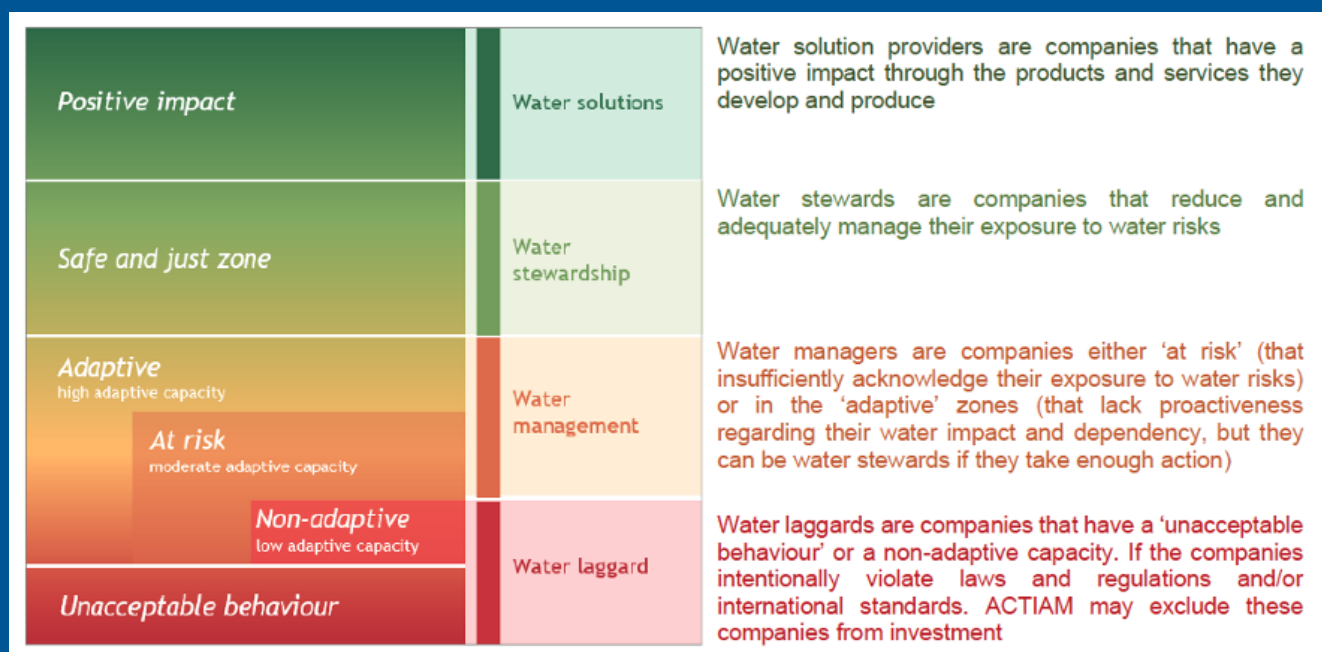 Positive impact
Water solutions
Water solution providers are companies that have a
positive impact through the products and services they
develop and produce
Safe and just zone
Water
stewardship
Water stewards are companies that reduce and
adequately manage their exposure to water risks
Adaptive
high adaptive capacity
At risk
moderate adaptive capacity
Water
management
Water managers are companies either ‘at risk’ (that
insufficiently acknowledge their exposure to water risks)
or in the ‘adaptive’ zones (that lack proactiveness
regarding their water impact and dependency, but they
can be water stewards if they take enough action)
Non-adaptive
low adaptive capacity
Unacceptable behaviour
Water laggard
Water laggards are companies that have a ‘unacceptable
behaviour’ or a non-adaptive capacity. If the companies
intentionally violate laws and regulations and/or
international standards. ACTIAM may exclude these
companies from investment